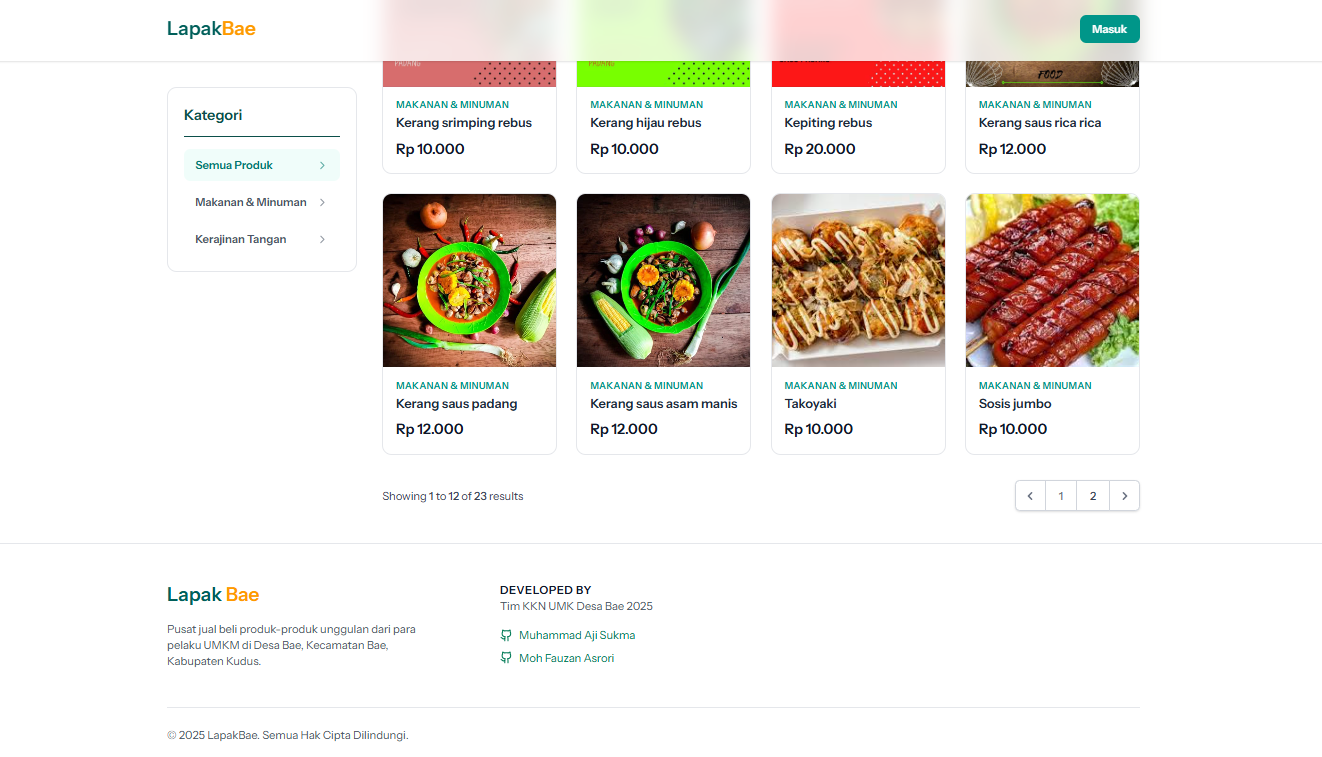 LapakBae
Masuk
PADANG
PADANG
FOOD
Kategori
Semua Produk
Makanan & Minuman
Kerajinan Tangan
MAKANAN & MINUMAN
Kerang srimping rebus
Rp 10.000
MAKANAN & MINUMAN
Kerang hijau rebus
Rp 10.000
MAKANAN & MINUMAN
Kepiting rebus
Rp 20.000
MAKANAN & MINUMAN
Kerang saus rica rica
Rp 12.000
MAKANAN & MINUMAN
Kerang saus padang
Rp 12.000
MAKANAN & MINUMAN
Kerang saus asam manis
Rp 12.000
MAKANAN & MINUMAN
Takoyaki
Rp 10.000
MAKANAN & MINUMAN
Sosis jumbo
Rp 10.000
Showing 1 to 12 of 23 results
1
2
Lapak Bae
Pusat jual beli produk-produk unggulan dari para
pelaku UMKM di Desa Bae, Kecamatan Bae,
Kabupaten Kudus.
DEVELOPED BY
Tim KKN UMK Desa Bae 2025
Muhammad Aji Sukma
Moh Fauzan Asrori
© 2025 LapakBae. Semua Hak Cipta Dilindungi.